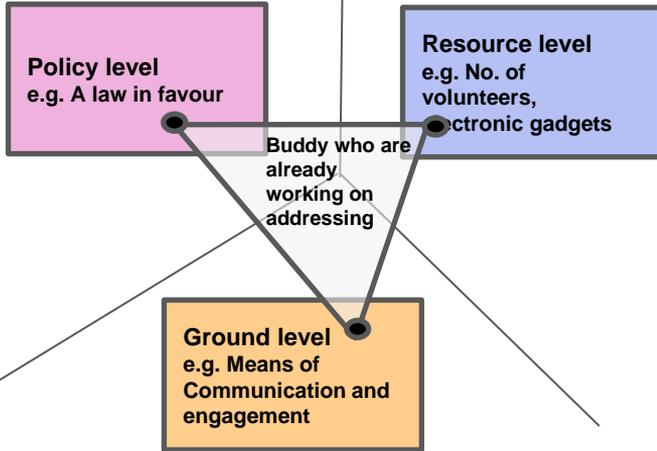 Policy level
e.g. A law in favour
Resource level
e.g. No. of
volunteers,
ectronic gadgets
Buddy who are
already
working on
addressing
Ground level
e.g. Means of
Communication and
engagement